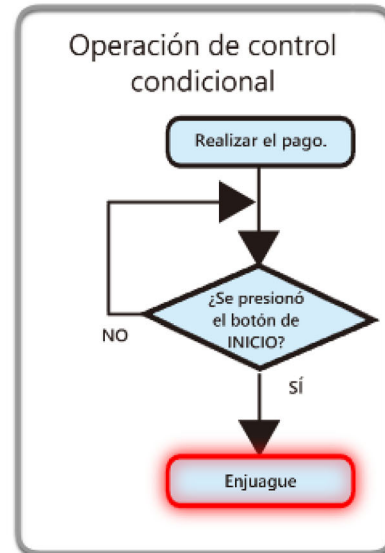 Operación de control
condicional
Realizar el pago.
¿Se presionó
el botón de
INICIO?
NO
SÍ
Enjuague